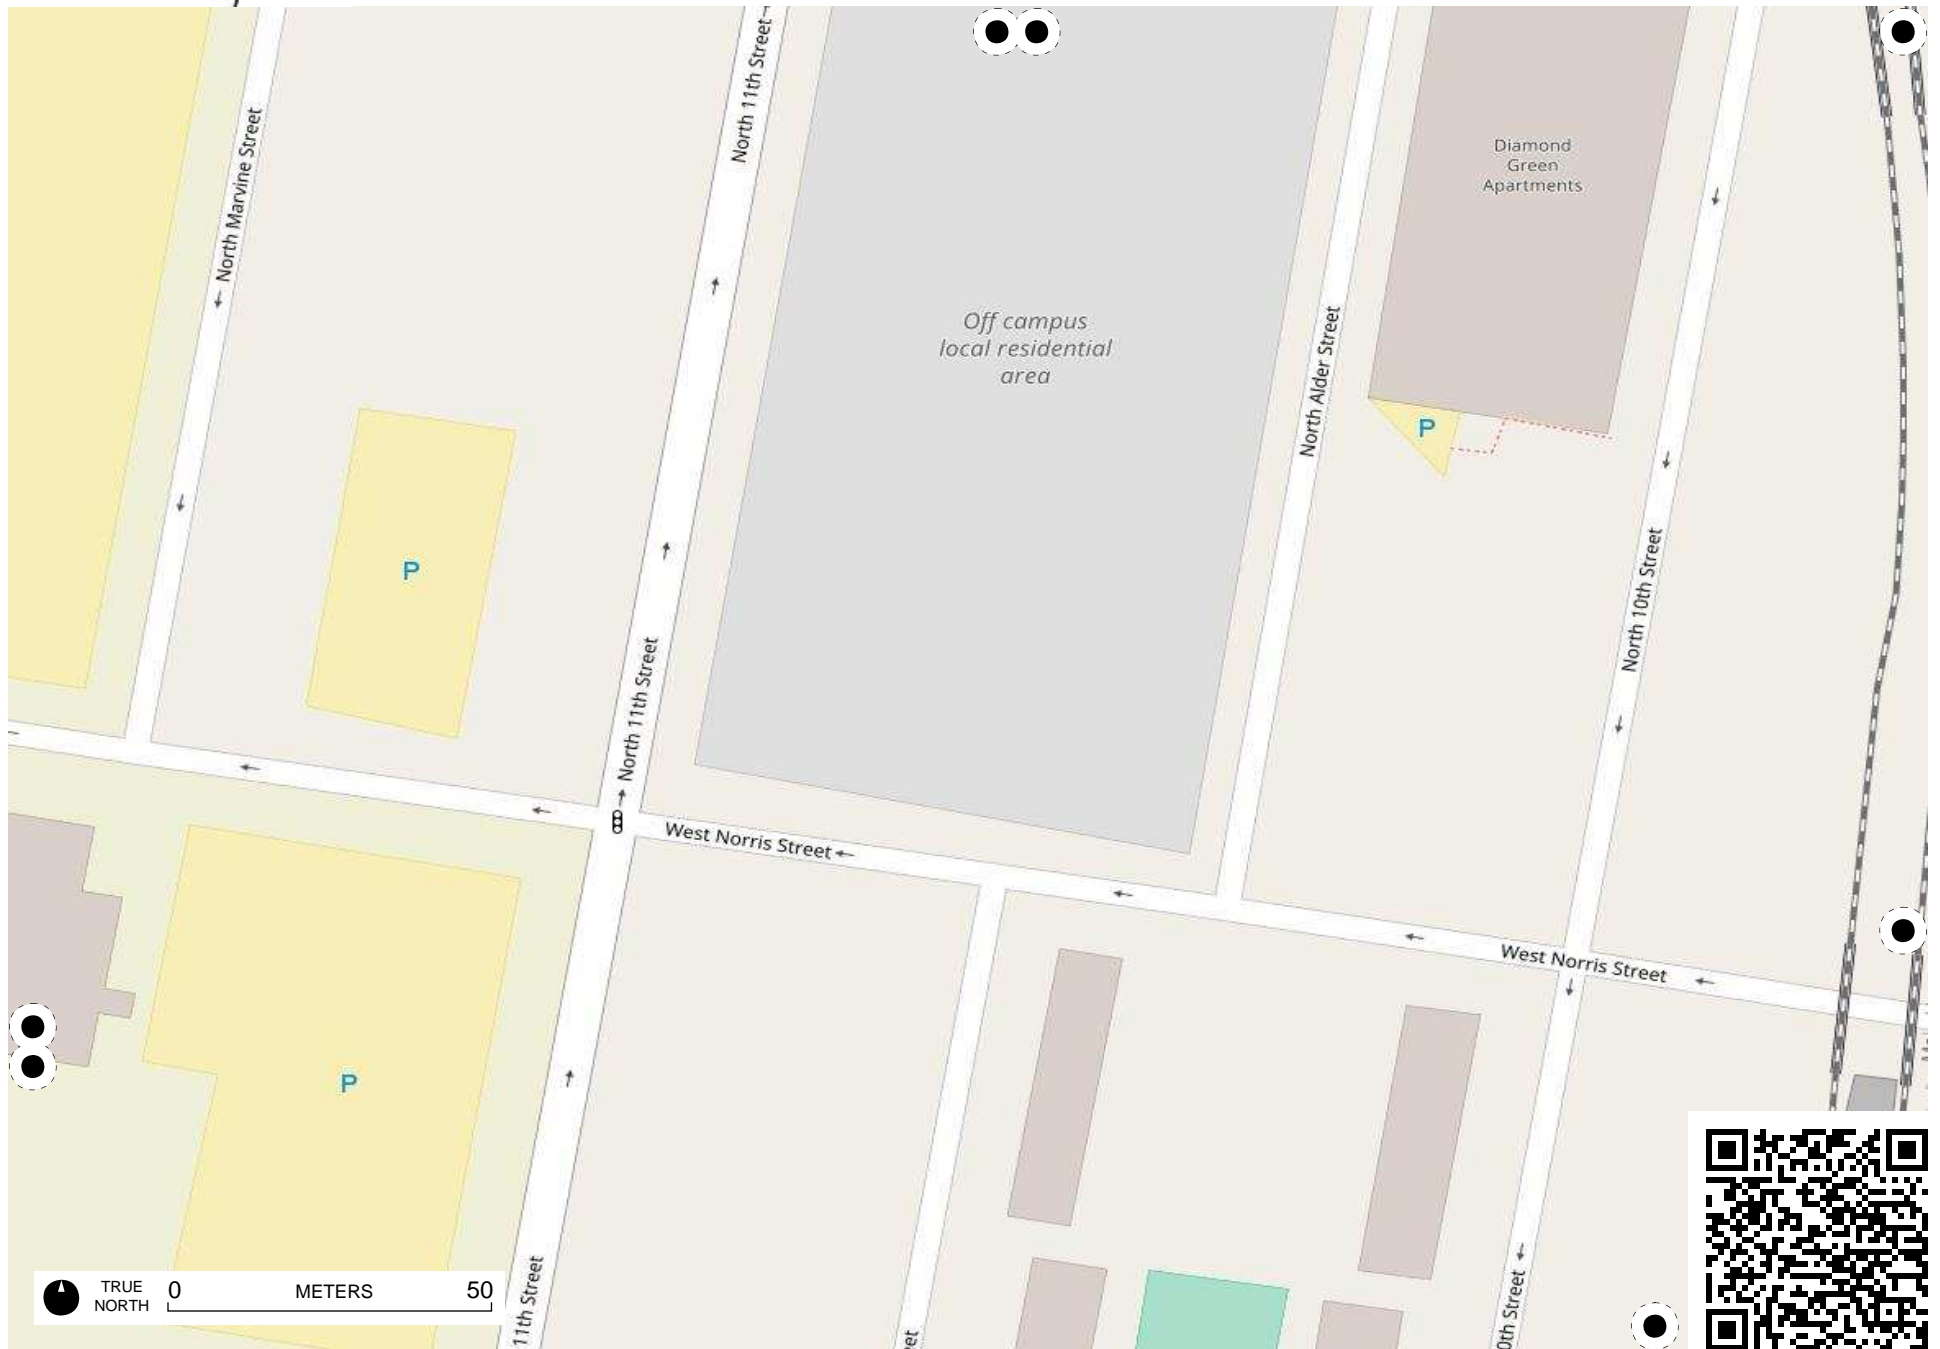 North Marvine Street
North 11th Street
Diamond
Green
Apartments
Off campus
local residential
area
North Alder Street
P
P
North 10th Street
North 11th Street
West Norris Street
West Norris Street
P
11th Street
0th Street
eet
TRUE
NORTH
0
METERS
50